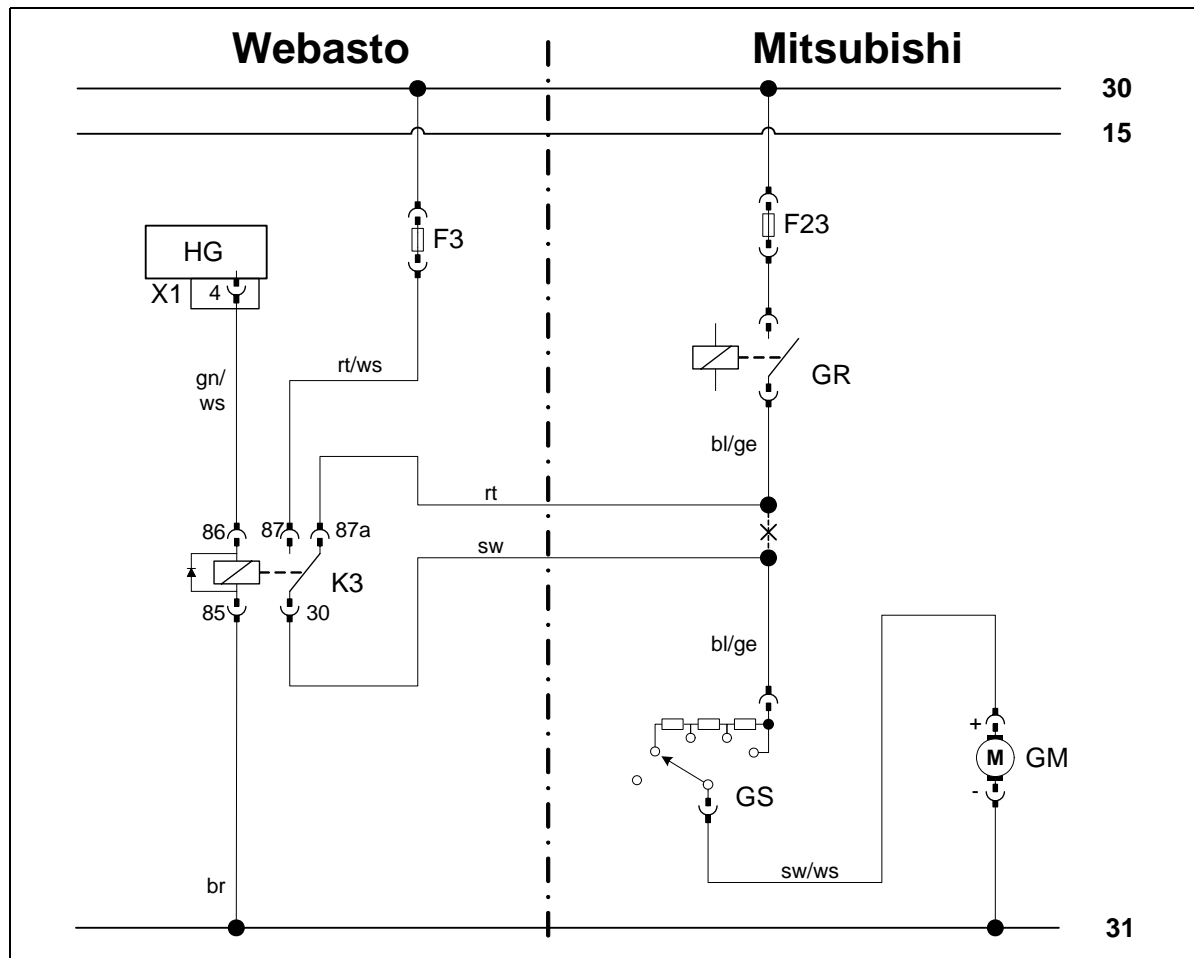 Webasto
Mitsubishi
30
15
F3
F23
HG
X1
4
GR
gn/
ws
rt/ws
bl/ge
rt
86
87
87a
sw
K3
85
30
bl/ge
+
M
GM
-
GS
sw/ws
br
31